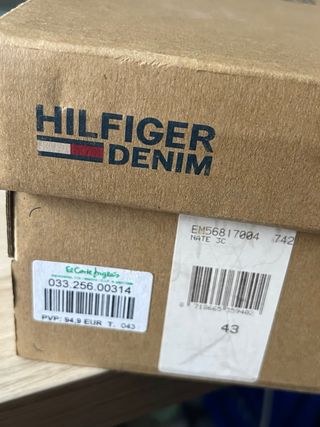 HILFIGER
DENIM
EM56817004 742
NATE 3C
43
El Corte Inglés
033.256.00314
PVP: 94,9 EUR T. 043